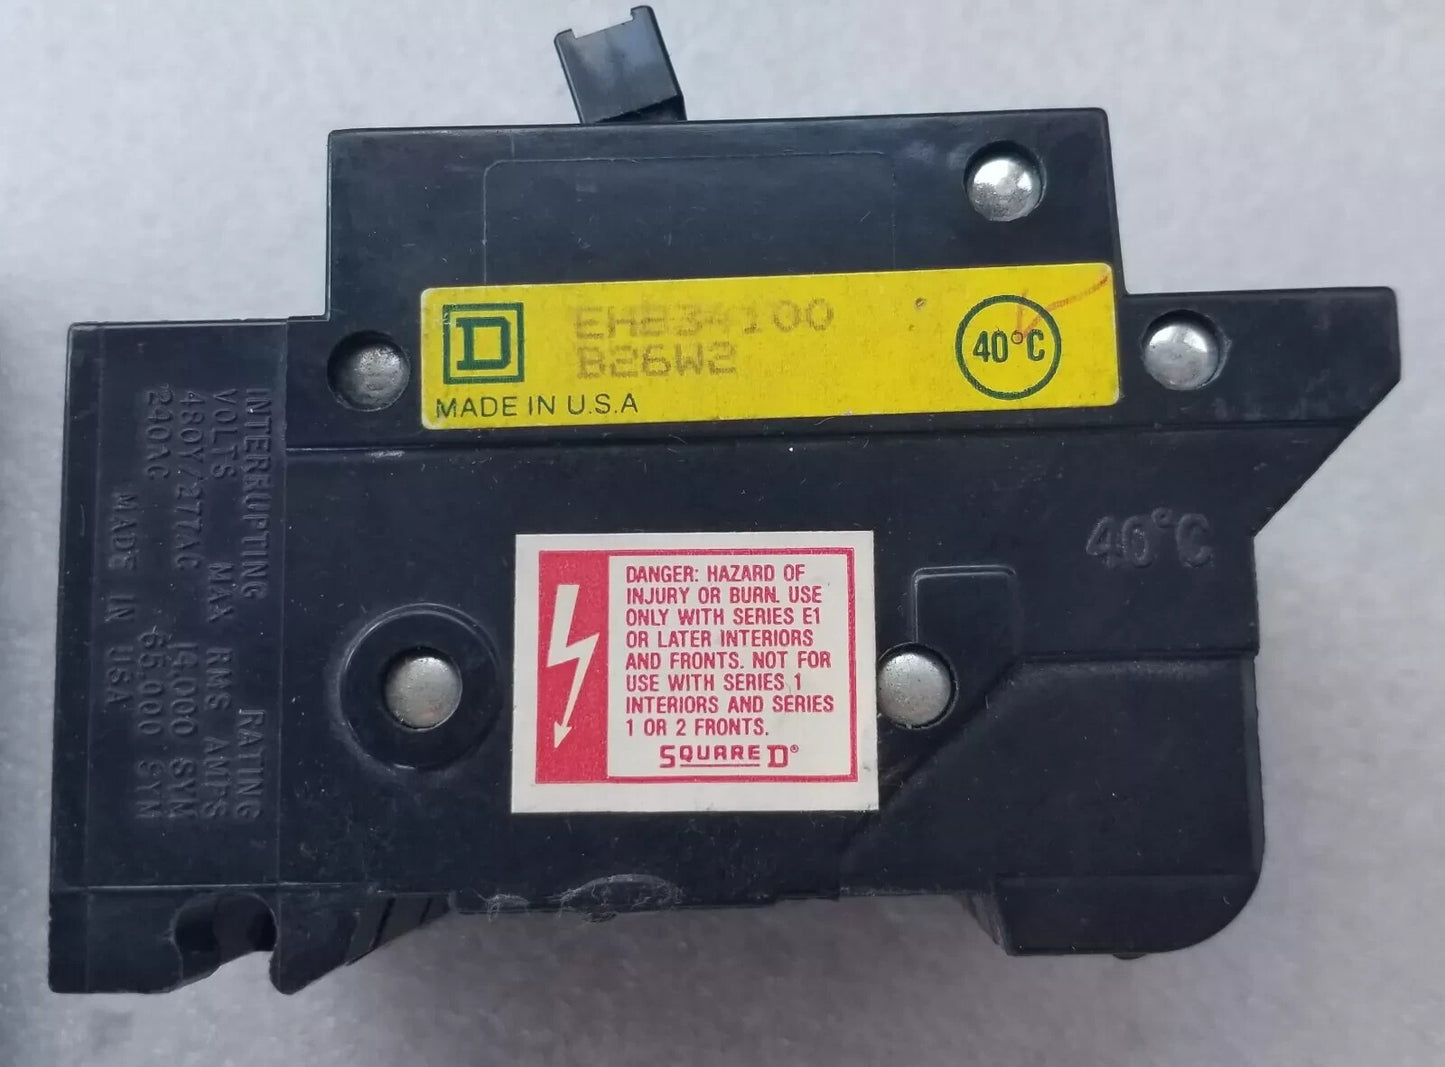 D
EHB34100
B26W2
MADE IN U.S.A
40°C
40°C
DANGER: HAZARD OF
INJURY OR BURN. USE
ONLY WITH SERIES E1
OR LATER INTERIORS
AND FRONTS. NOT FOR
USE WITH SERIES 1
INTERIORS AND SERIES
1 OR 2 FRONTS.
SQUARE D®
INTERRUPTING RATING
VOLTS MAX RMS AMPS
480Y/277AC 14,000 SYM
240AC 65,000 SYM
MADE IN USA